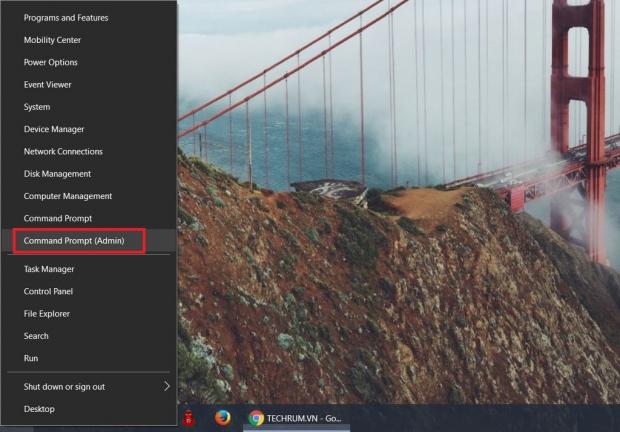 Programs and Features
Mobility Center
Power Options
Event Viewer
System
Device Manager
Network Connections
Disk Management
Computer Management
Command Prompt
Command Prompt (Admin)
Task Manager
Control Panel
File Explorer
Search
Run
Shut down or sign out
Desktop
TECHRUM.VN - Go...